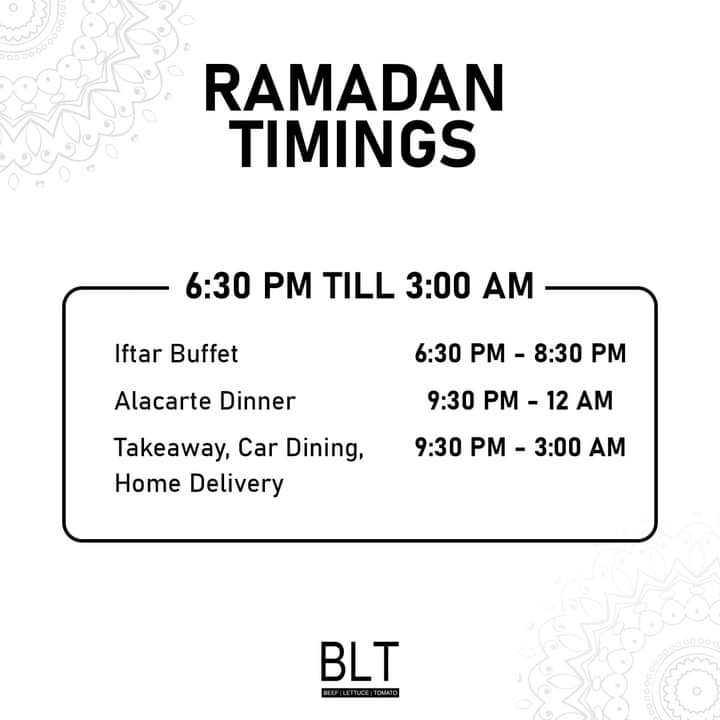 RAMADAN
TIMINGS
6:30 PM TILL 3:00 AM
Iftar Buffet 6:30 PM - 8:30 PM
Alacarte Dinner 9:30 PM - 12 AM
Takeaway, Car Dining, 9:30 PM - 3:00 AM
Home Delivery
BLT
BEEF | LETTUCE | TOMATO